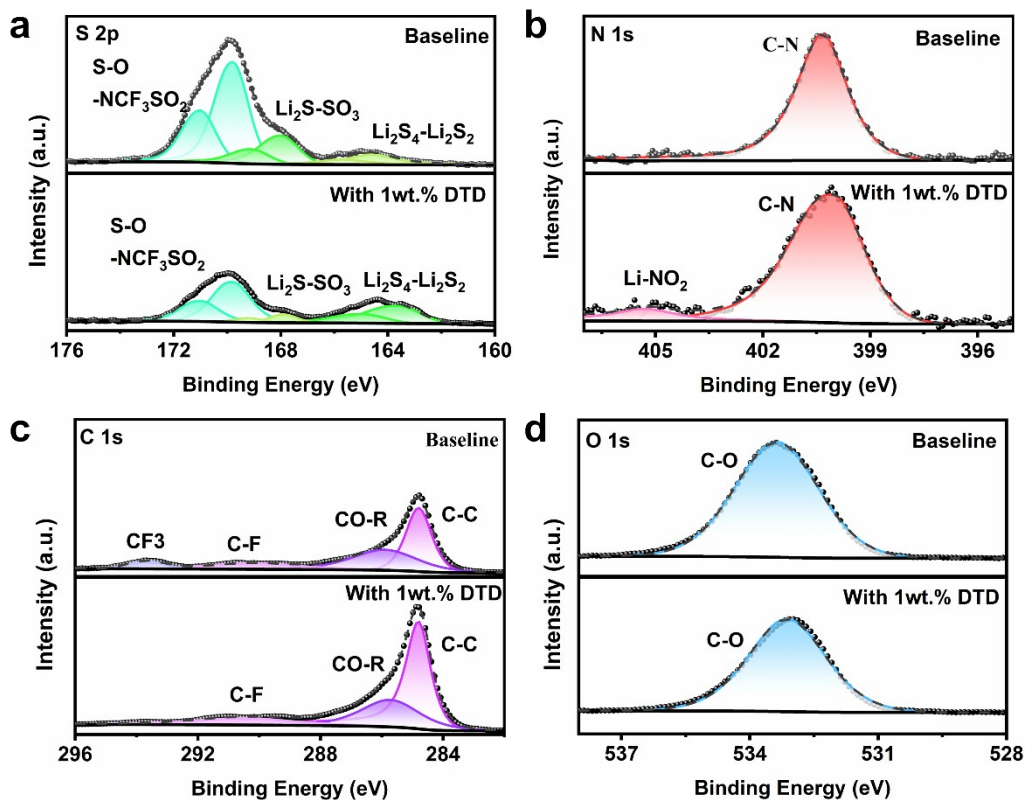 a
S 2p
Baseline
S-O
-NCF₃SO₂
Li₂S-SO₃
Li₂S₄-Li₂S₂
With 1wt.% DTD
S-O
-NCF₃SO₂
Li₂S-SO₃
Li₂S₄-Li₂S₂
Intensity (a.u.)
176 172 168 164 160
Binding Energy (eV)
b
N 1s
Baseline
C-N
With 1wt.% DTD
C-N
Li-NO₂
Intensity (a.u.)
405 402 399 396
Binding Energy (eV)
c
C 1s
Baseline
CF3
C-F
CO-R
C-C
With 1wt.% DTD
C-F
CO-R
C-C
Intensity (a.u.)
296 292 288 284
Binding Energy (eV)
d
O 1s
Baseline
C-O
With 1wt.% DTD
C-O
Intensity (a.u.)
537 534 531 528
Binding Energy (eV)